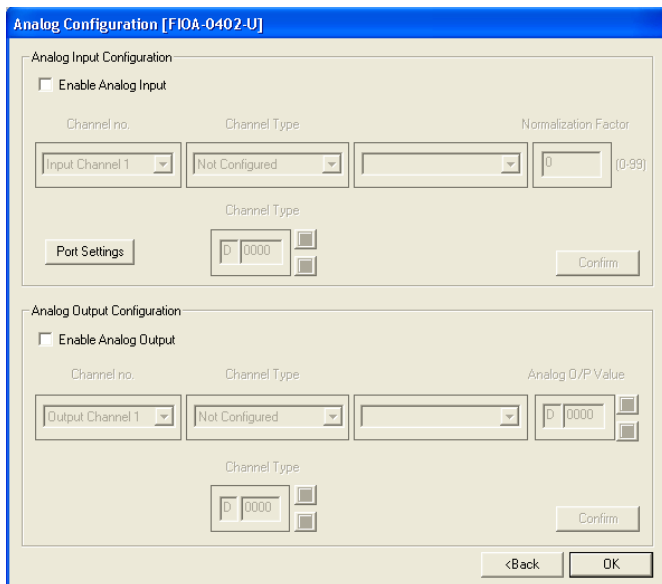 Analog Configuration [FIOA-0402-U]
Analog Input Configuration
Enable Analog Input
Channel no. Channel Type Normalization Factor
Input Channel 1 Not Configured 0 (0-99)
Channel Type
Port Settings D 0000 Confirm
Analog Output Configuration
Enable Analog Output
Channel no. Channel Type Analog O/P Value
Output Channel 1 Not Configured D 0000
Channel Type
D 0000 Confirm
<Back OK